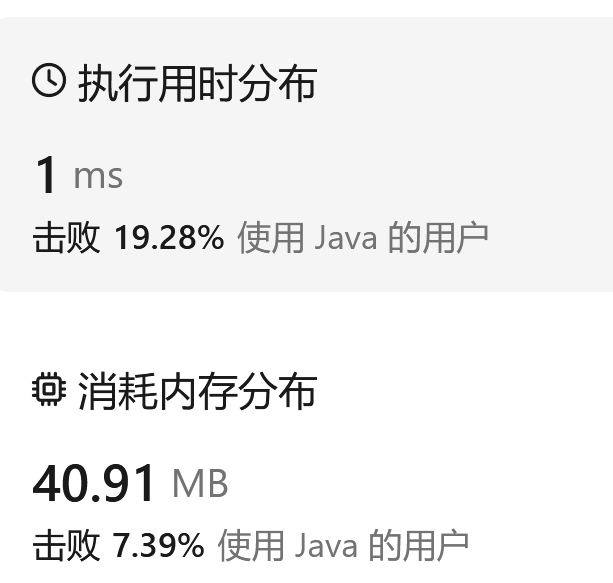 执行用时分布
1 ms
击败 19.28% 使用 Java 的用户
消耗内存分布
40.91 MB
击败 7.39% 使用 Java 的用户